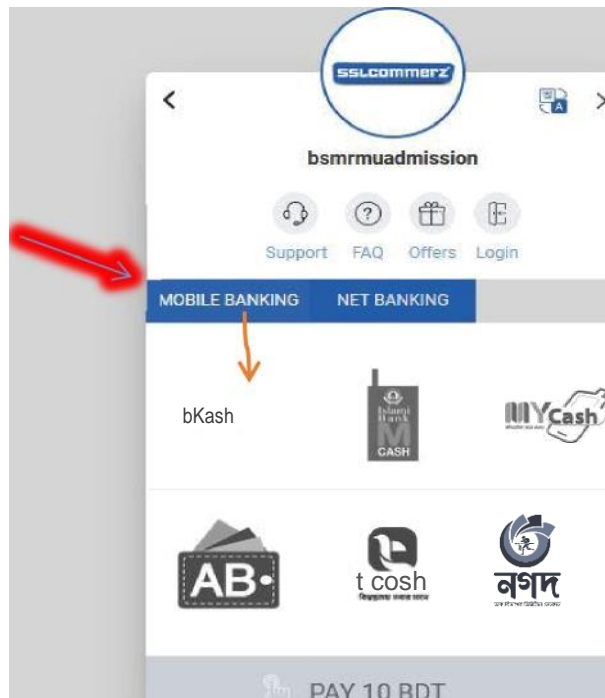 SSLCOMMERZ
bsmrmuadmission
Support FAQ Offers Login
MOBILE BANKING NET BANKING
bKash
Islami
Bank
M
CASH
MYCash
AB
t cosh
নগদ
PAY 10 BDT